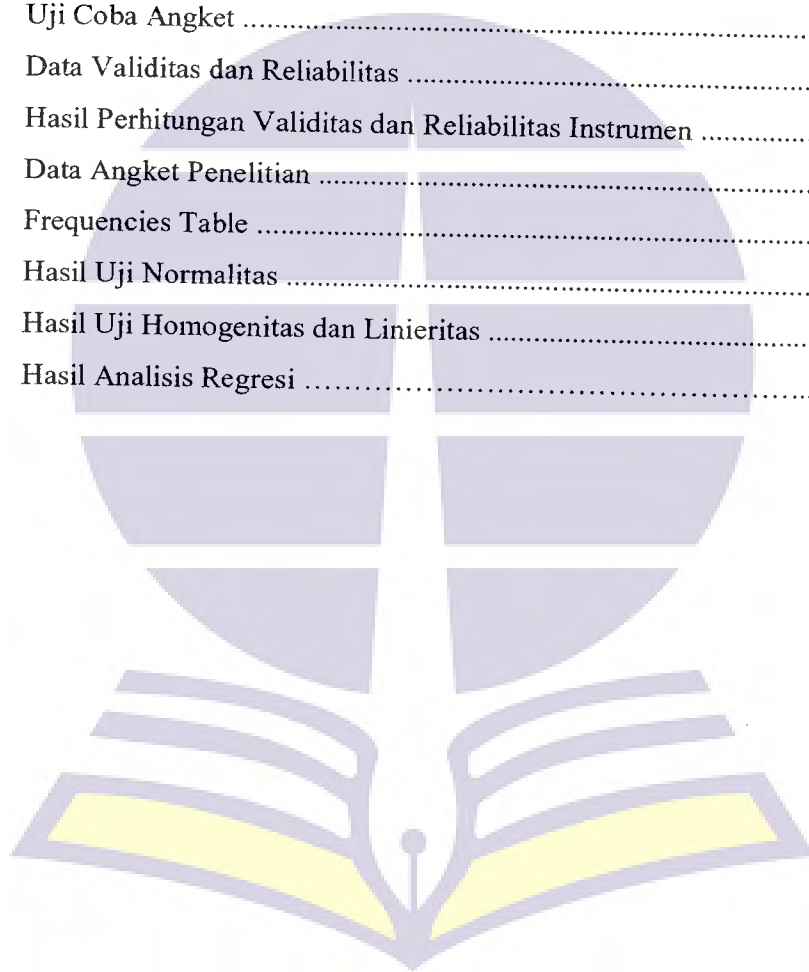 Uji Coba Angket ........................................................................
Data Validitas dan Reliabilitas ........................................................
Hasil Perhitungan Validitas dan Reliabilitas Instrumen ..............
Data Angket Penelitian ..............................................................
Frequencies Table .....................................................................
Hasil Uji Normalitas ..................................................................
Hasil Uji Homogenitas dan Linieritas ..........................................
Hasil Analisis Regresi ................................................................